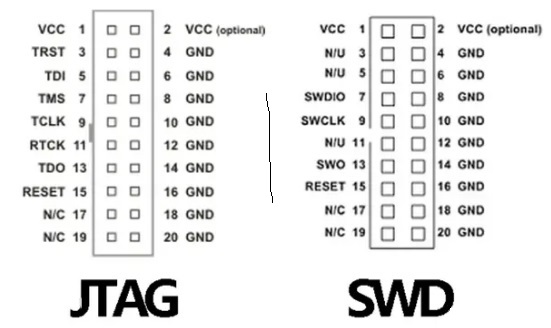 VCC 1 2 VCC (optional)
TRST 3 4 GND
TDI 5 6 GND
TMS 7 8 GND
TCLK 9 10 GND
RTCK 11 12 GND
TDO 13 14 GND
RESET 15 16 GND
N/C 17 18 GND
N/C 19 20 GND
JTAG
VCC 1 2 VCC (optional)
N/U 3 4 GND
N/U 5 6 GND
SWDIO 7 8 GND
SWCLK 9 10 GND
N/U 11 12 GND
SWO 13 14 GND
RESET 15 16 GND
N/C 17 18 GND
N/C 19 20 GND
SWD